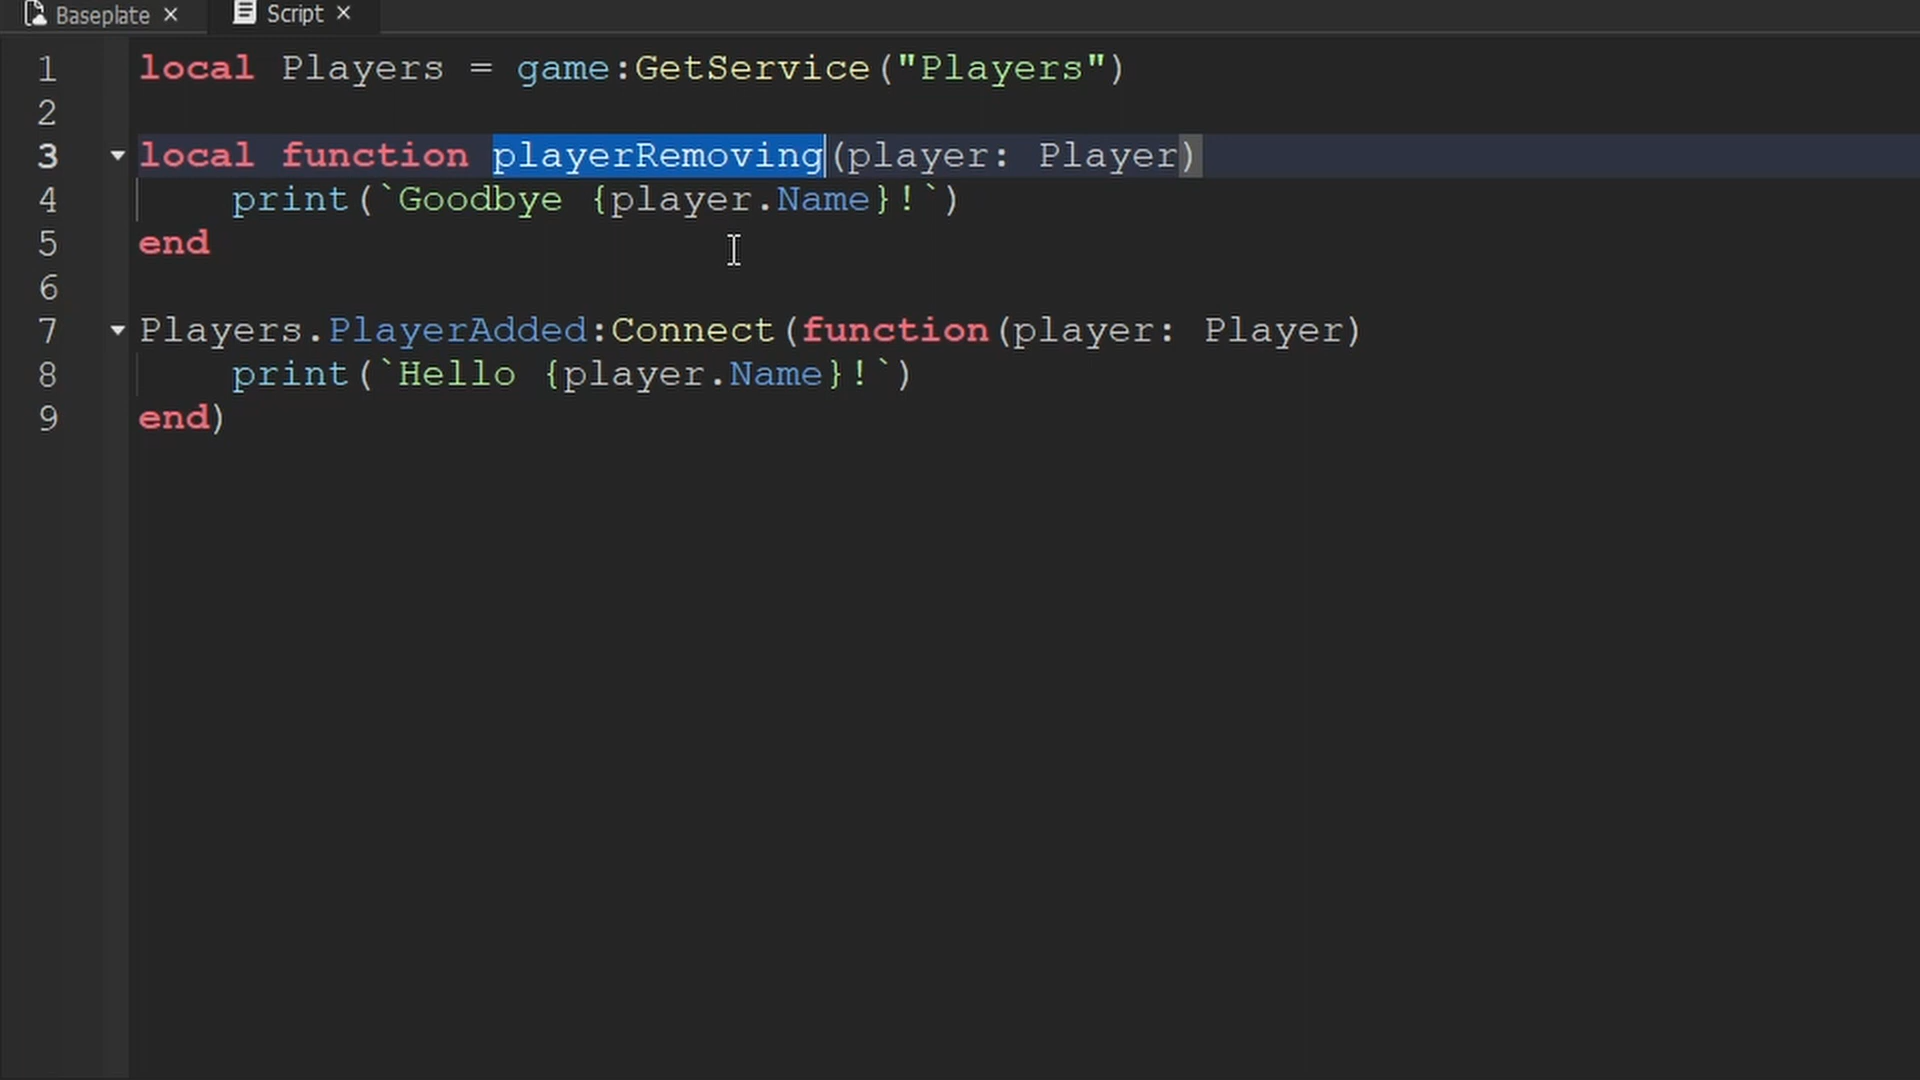 Baseplate × Script ×
1 local Players = game:GetService("Players")
2
3 local function playerRemoving(player: Player)
4 print(`Goodbye {player.Name}!`)
5 end
6
7 Players.PlayerAdded:Connect(function(player: Player)
8 print(`Hello {player.Name}!`)
9 end)